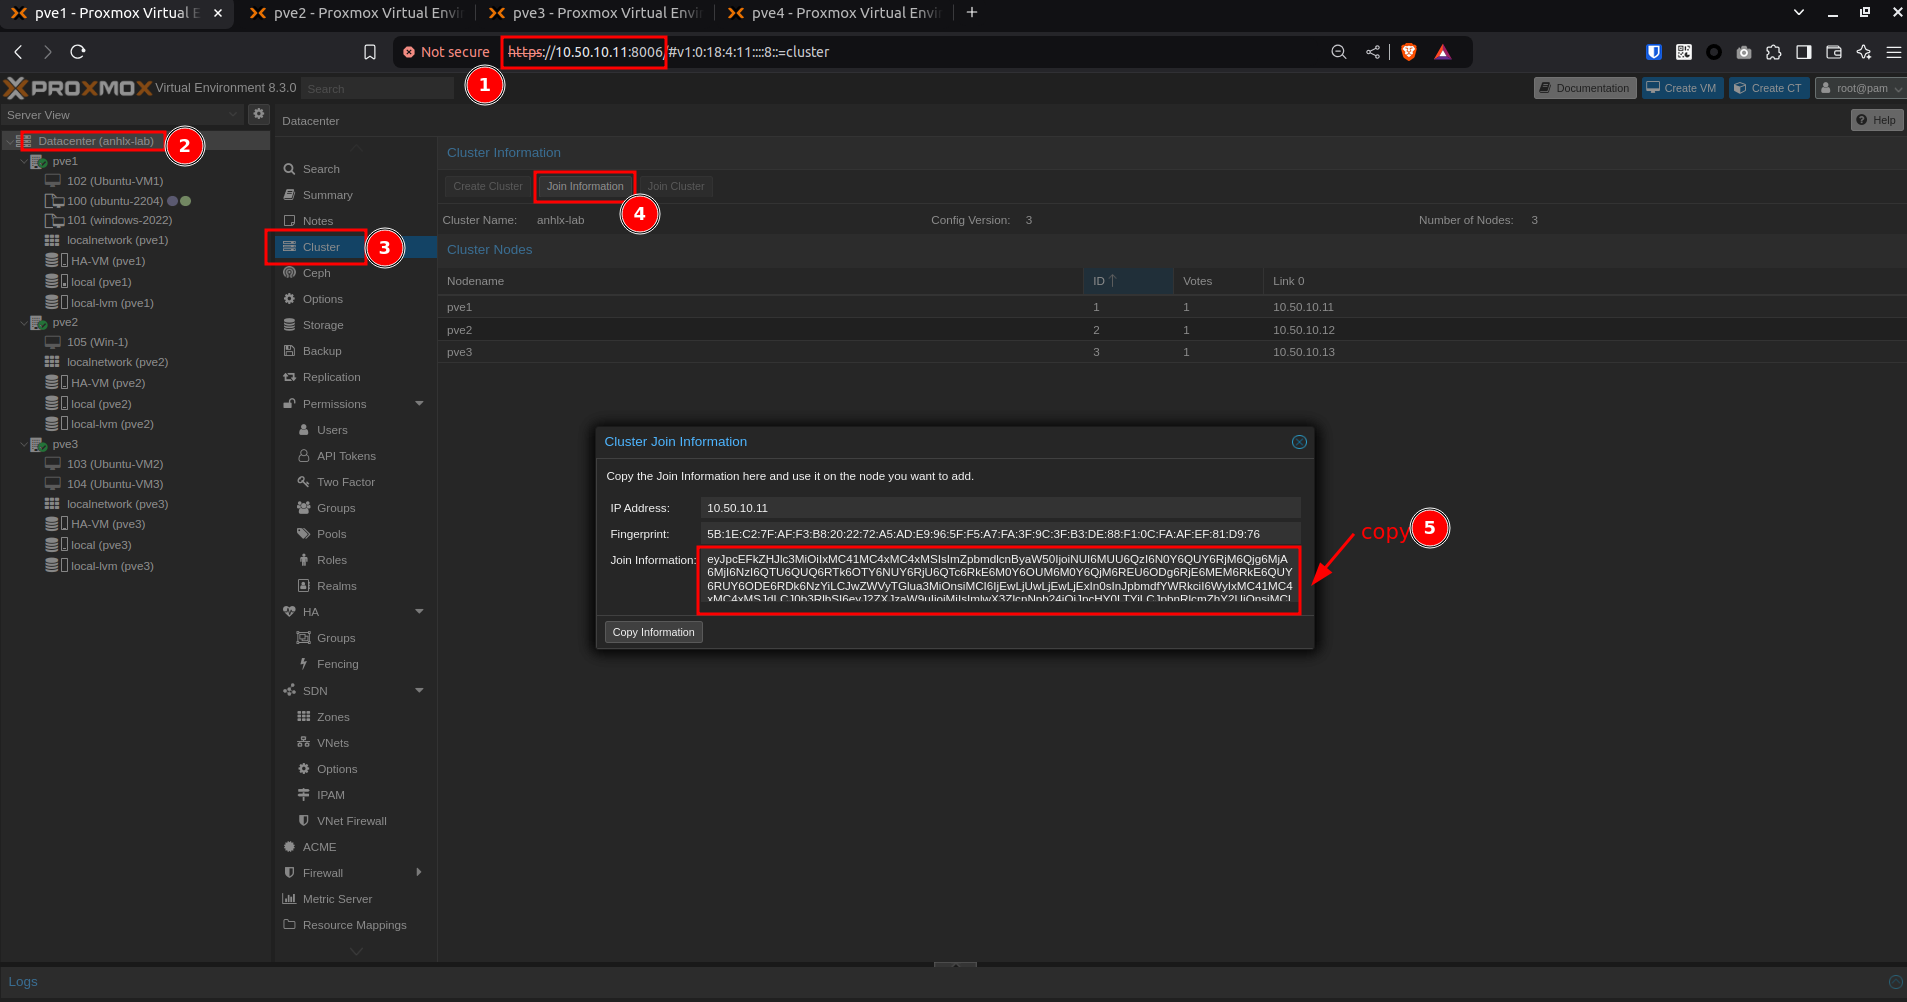 pve1 - Proxmox Virtual E
pve2 - Proxmox Virtual Envi
pve3 - Proxmox Virtual Envi
pve4 - Proxmox Virtual Envi
Not secure
https://10.50.10.11:8006/#v1:0:18:4:11::::8::=cluster
1
PROXMOX Virtual Environment 8.3.0
Search
Documentation
Create VM
Create CT
root@pam
Server View
Datacenter
Help
Datacenter (anhlx-lab)
2
pve1
102 (Ubuntu-VM1)
100 (ubuntu-2204)
101 (windows-2022)
localnetwork (pve1)
HA-VM (pve1)
local (pve1)
local-lvm (pve1)
pve2
105 (Win-1)
localnetwork (pve2)
HA-VM (pve2)
local (pve2)
local-lvm (pve2)
pve3
103 (Ubuntu-VM2)
104 (Ubuntu-VM3)
localnetwork (pve3)
HA-VM (pve3)
local (pve3)
local-lvm (pve3)
Search
Summary
Notes
Cluster
3
Ceph
Options
Storage
Backup
Replication
Permissions
Users
API Tokens
Two Factor
Groups
Pools
Roles
Realms
HA
Groups
Fencing
SDN
Zones
VNets
Options
IPAM
VNet Firewall
ACME
Firewall
Metric Server
Resource Mappings
Cluster Information
Create Cluster
Join Information
Join Cluster
4
Cluster Name: anhlx-lab
Config Version: 3
Number of Nodes: 3
Cluster Nodes
Nodename ID Votes Link 0
pve1 1 1 10.50.10.11
pve2 2 1 10.50.10.12
pve3 3 1 10.50.10.13
Cluster Join Information
Copy the Join Information here and use it on the node you want to add.
IP Address: 10.50.10.11
Fingerprint: 5B:1E:C2:7F:AF:F3:B8:20:22:72:A5:AD:E9:96:5F:F5:A7:FA:3F:9C:3F:B3:DE:88:F1:0C:FA:AF:EF:81:D9:76
Join Information:
copy 5
Copy Information
Logs